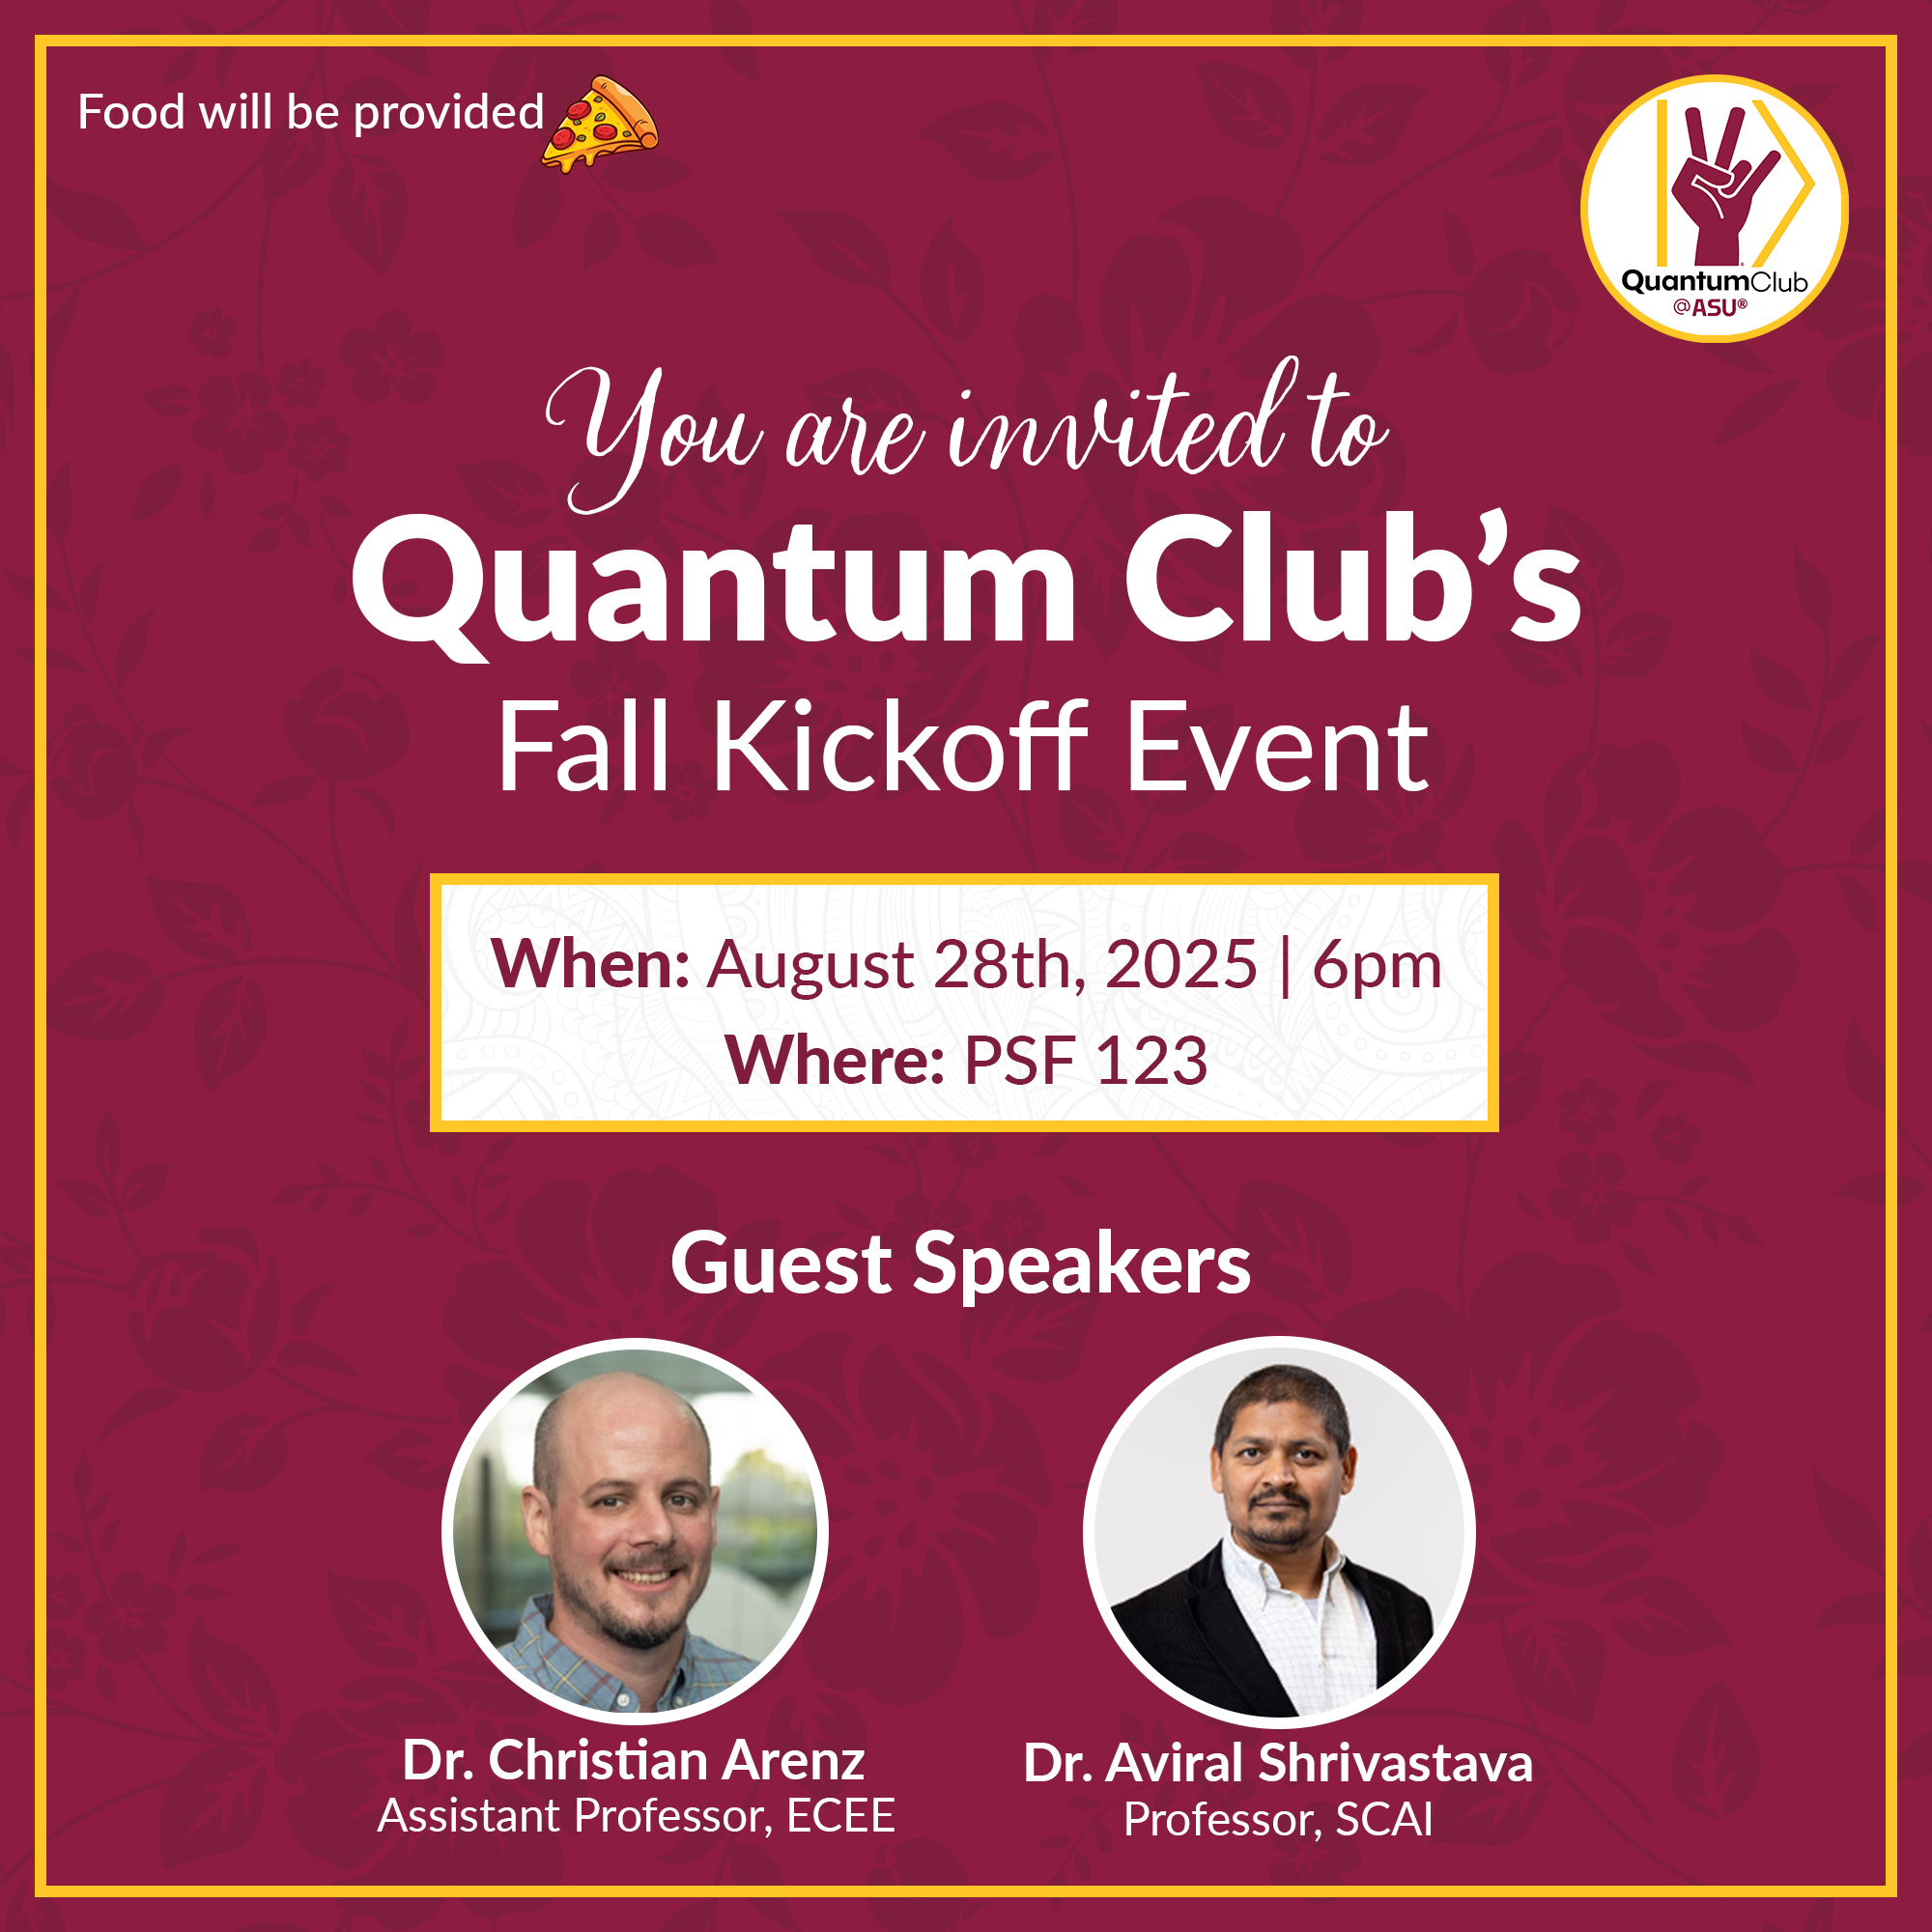 Food will be provided
QuantumClub
@ASU®
You are invited to
Quantum Club's
Fall Kickoff Event
When: August 28th, 2025 | 6pm
Where: PSF 123
Guest Speakers
Dr. Christian Arenz
Assistant Professor, ECEE
Dr. Aviral Shrivastava
Professor, SCAI